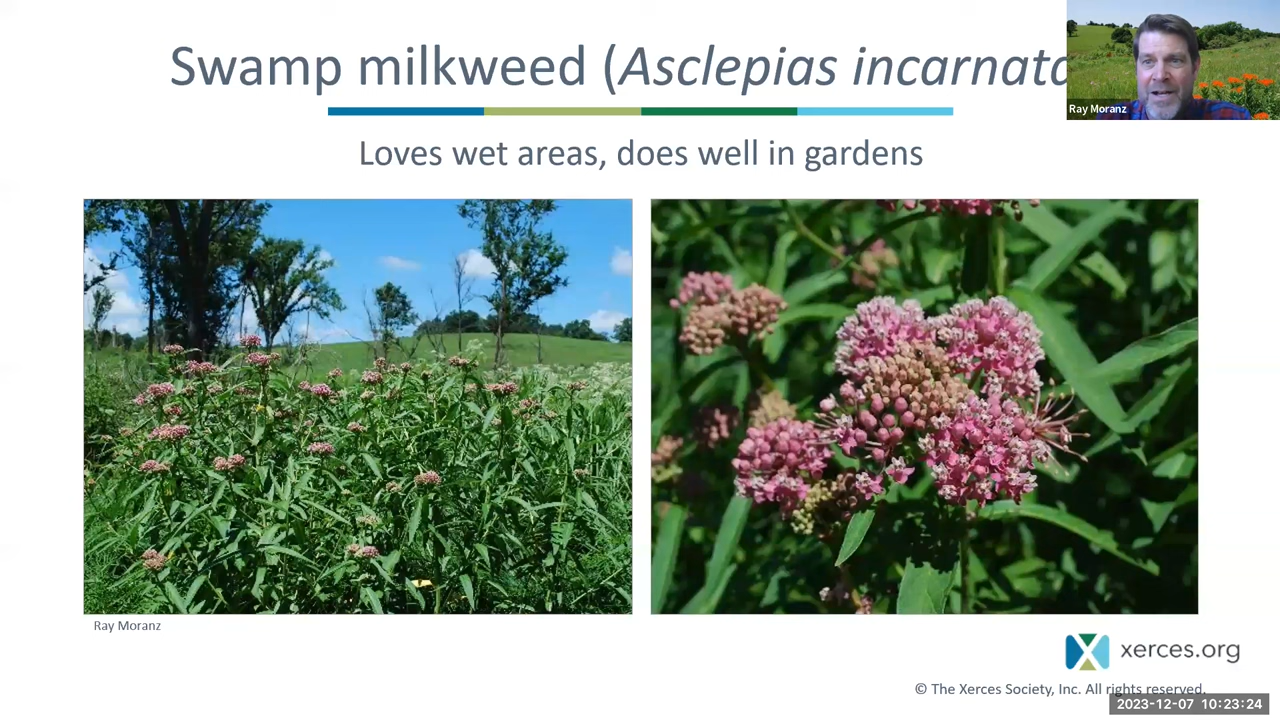 Swamp milkweed (Asclepias incarnata
Ray Moranz
Loves wet areas, does well in gardens
Ray Moranz
xerces.org
© The Xerces Society, Inc. All rights reserved.
2023-12-07 10:23:24